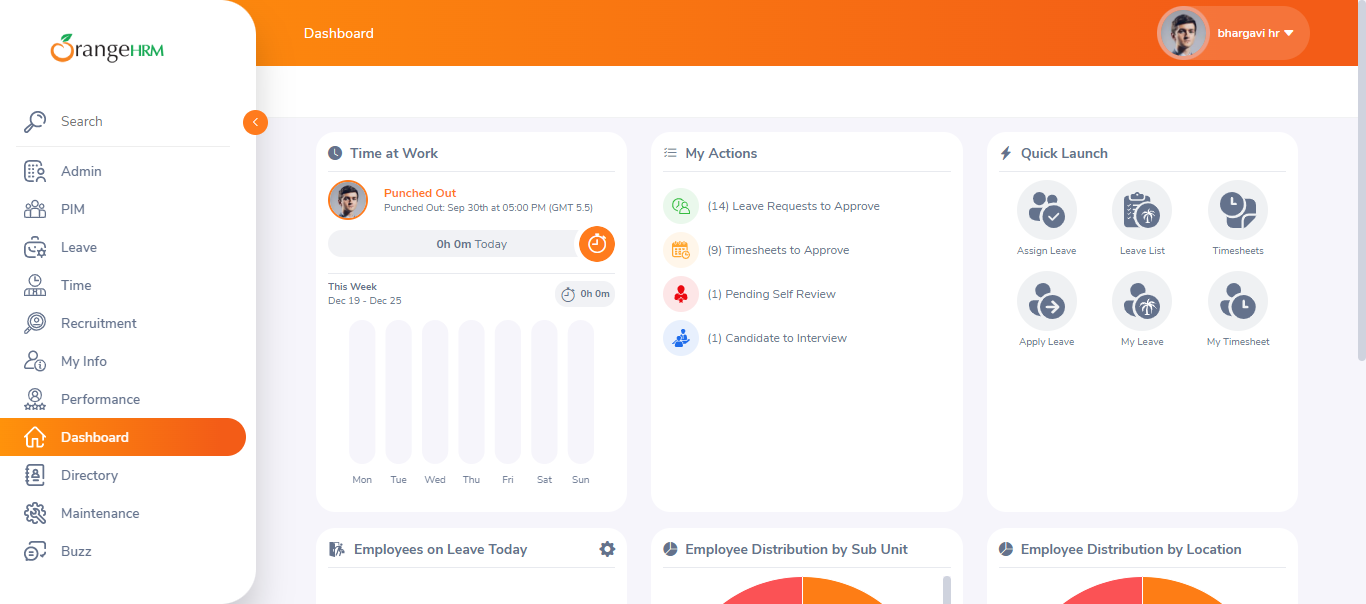 OrangeHRM
Search
Admin
PIM
Leave
Time
Recruitment
My Info
Performance
Dashboard
Directory
Maintenance
Buzz
Dashboard
bhargavi hr
Time at Work
Punched Out
Punched Out: Sep 30th at 05:00 PM (GMT 5.5)
0h 0m Today
This Week
Dec 19 - Dec 25
0h 0m
Mon Tue Wed Thu Fri Sat Sun
My Actions
(14) Leave Requests to Approve
(9) Timesheets to Approve
(1) Pending Self Review
(1) Candidate to Interview
Quick Launch
Assign Leave Leave List Timesheets
Apply Leave My Leave My Timesheet
Employees on Leave Today
Employee Distribution by Sub Unit
Employee Distribution by Location